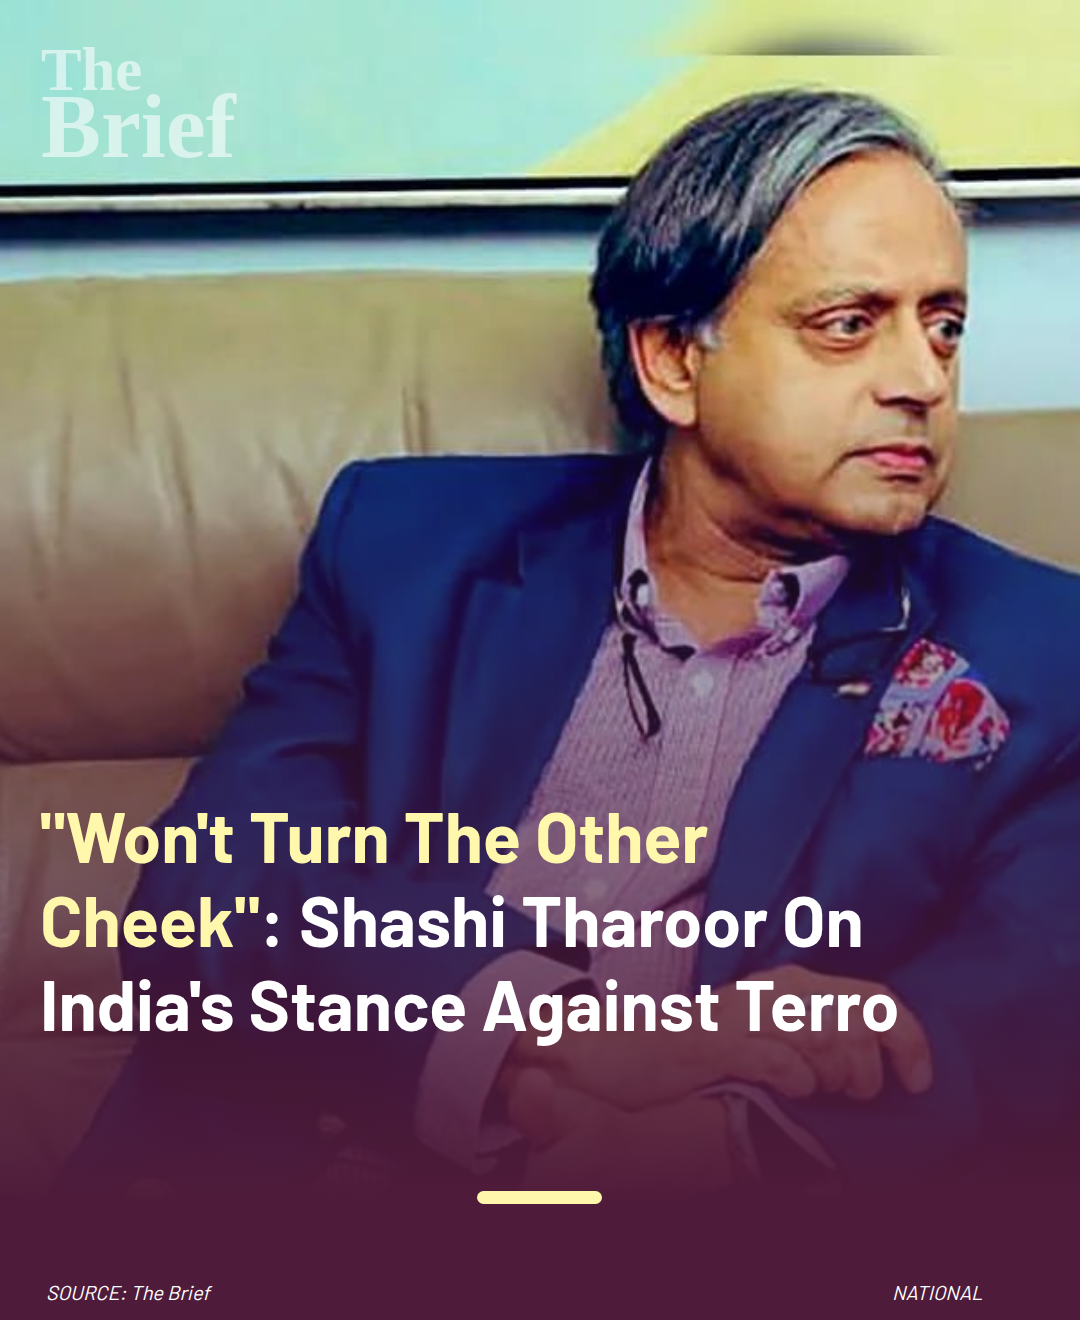 The
Brief
"Won't Turn The Other
Cheek": Shashi Tharoor On
India's Stance Against Terro
SOURCE: The Brief
NATIONAL